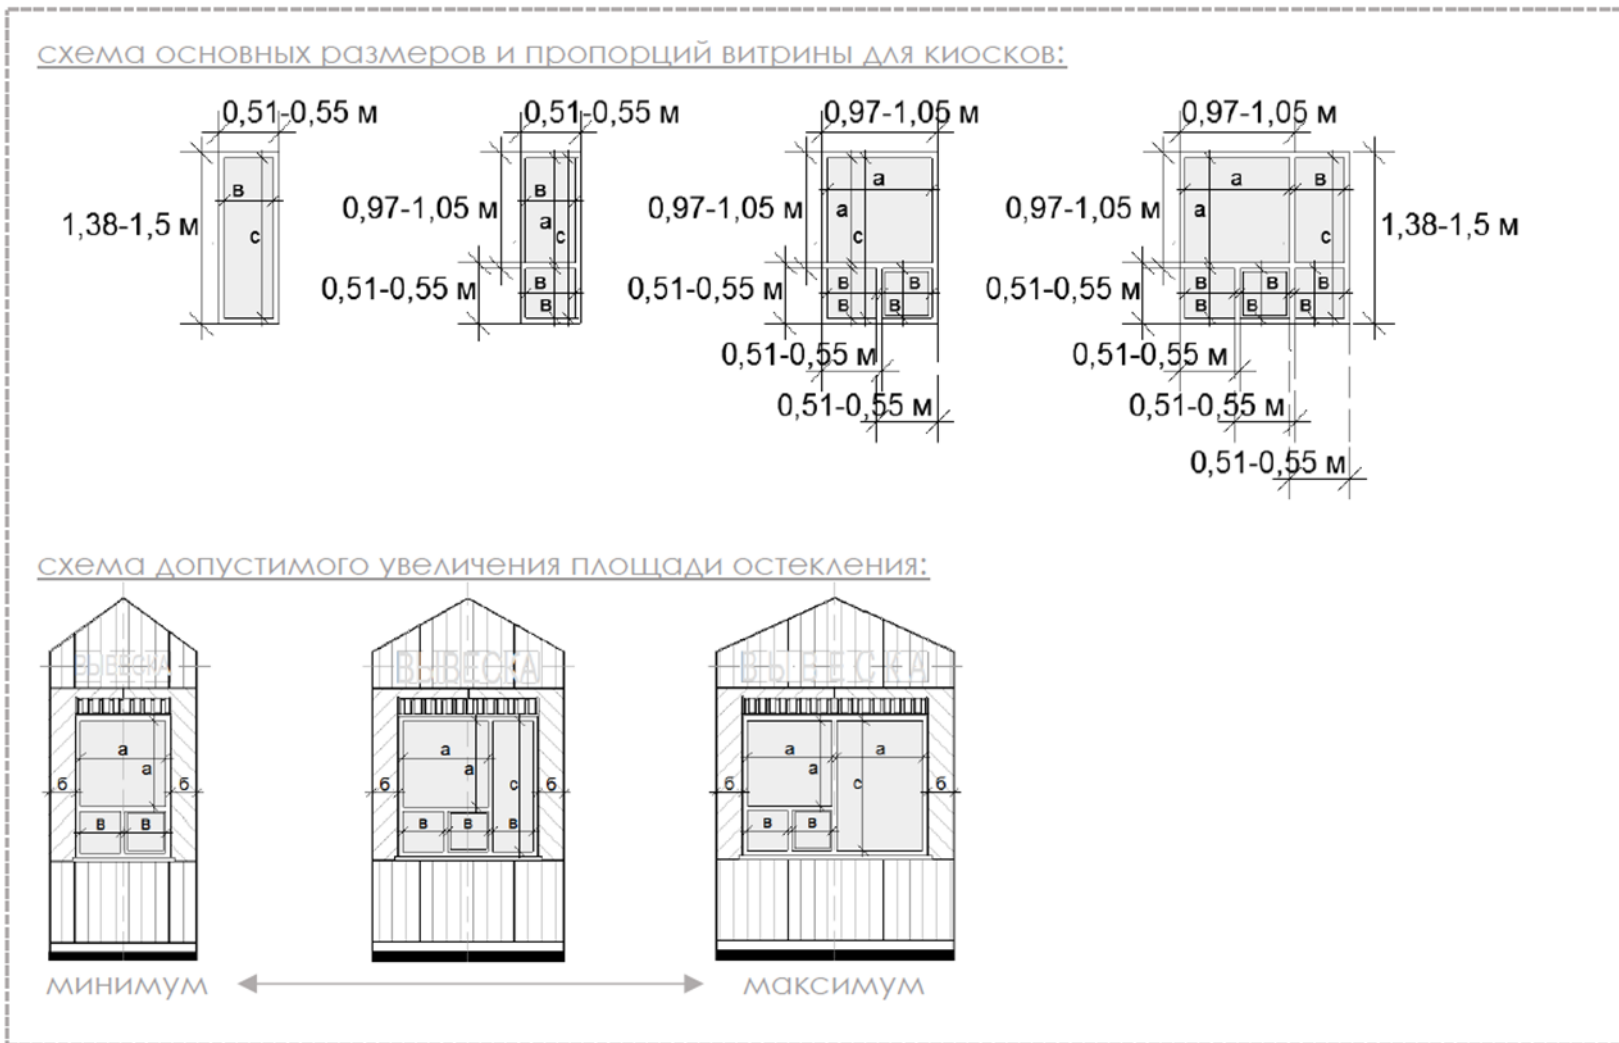 схема основных размеров и пропорций витрины для киосков:
0,51-0,55 м 0,51-0,55 м 0,97-1,05 м 0,97-1,05 м
в в а а в
1,38-1,5 м 0,97-1,05 м 0,97-1,05 м 0,97-1,05 м 1,38-1,5 м
с а с а с а с
0,51-0,55 м в 0,51-0,55 м в в 0,51-0,55 м в в в
в в в в в в
0,51-0,55 м 0,51-0,55 м
0,51-0,55 м 0,51-0,55 м
0,51-0,55 м
схема допустимого увеличения площади остекления:
ВЫВЕСКА ВЫВЕСКА ВЫВЕСКА
а а а а
а а а
б б б с б б с б
в в в в в в в
минимум максимум